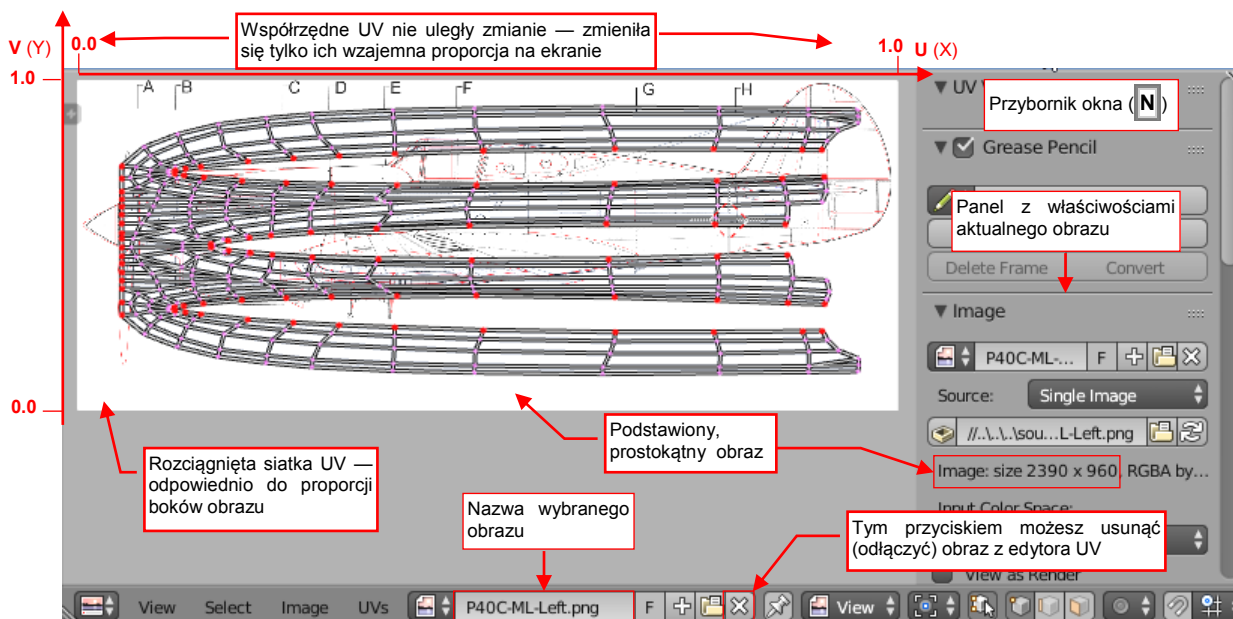 Współrzędne UV nie uległy zmianie — zmieniła
się tylko ich wzajemna proporcja na ekranie
V (Y)
0.0
1.0
U (X)
1.0
A
B
C
D
E
F
G
H
0.0
UV
Przybornik okna (N)
Grease Pencil
Panel z właściwościami
aktualnego obrazu
Delete Frame
Convert
Image
P40C-ML-...
F
Source:
Single Image
//..\..\..\sou...L-Left.png
Image: size 2390 x 960, RGBA by...
Input Color Space:
View as Render
Podstawiony,
prostokątny obraz
Rozciągnięta siatka UV —
odpowiednio do proporcji
boków obrazu
Nazwa wybranego
obrazu
Tym przyciskiem możesz usunąć
(odłączyć) obraz z edytora UV
View
Select
Image
UVs
P40C-ML-Left.png
F
View